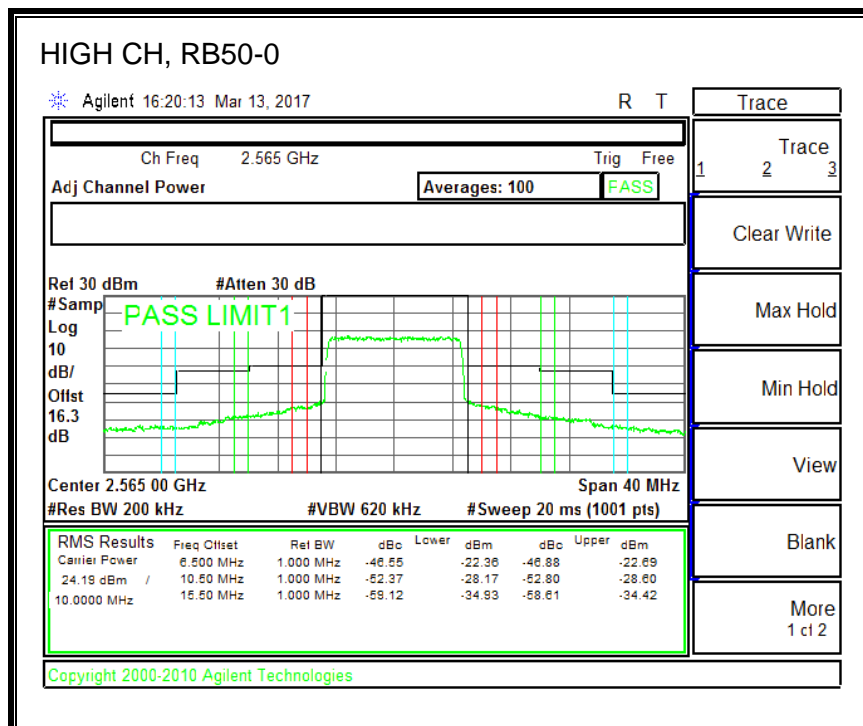 HIGH CH, RB50-0
Agilent 16:20:13 Mar 13, 2017 R T
Trace
Ch Freq 2.565 GHz Trig Free
Adj Channel Power Averages: 100 PASS
Trace
1 2 3
Clear Write
Max Hold
Min Hold
View
Blank
More
1 of 2
Ref 30 dBm #Atten 30 dB
#Samp
Log
10
dB/
Offst
16.3
dB
PASS LIMIT1
Center 2.565 00 GHz Span 40 MHz
#Res BW 200 kHz #VBW 620 kHz #Sweep 20 ms (1001 pts)
RMS Results Freq Offset Ref BW dBc Lower dBm dBc Upper dBm
Carrier Power 6.500 MHz 1.000 MHz -46.55 -22.36 -46.88 -22.69
24.19 dBm / 10.50 MHz 1.000 MHz -52.37 -28.17 -52.80 -28.60
10.0000 MHz 15.50 MHz 1.000 MHz -59.12 -34.93 -58.61 -34.42
Copyright 2000-2010 Agilent Technologies